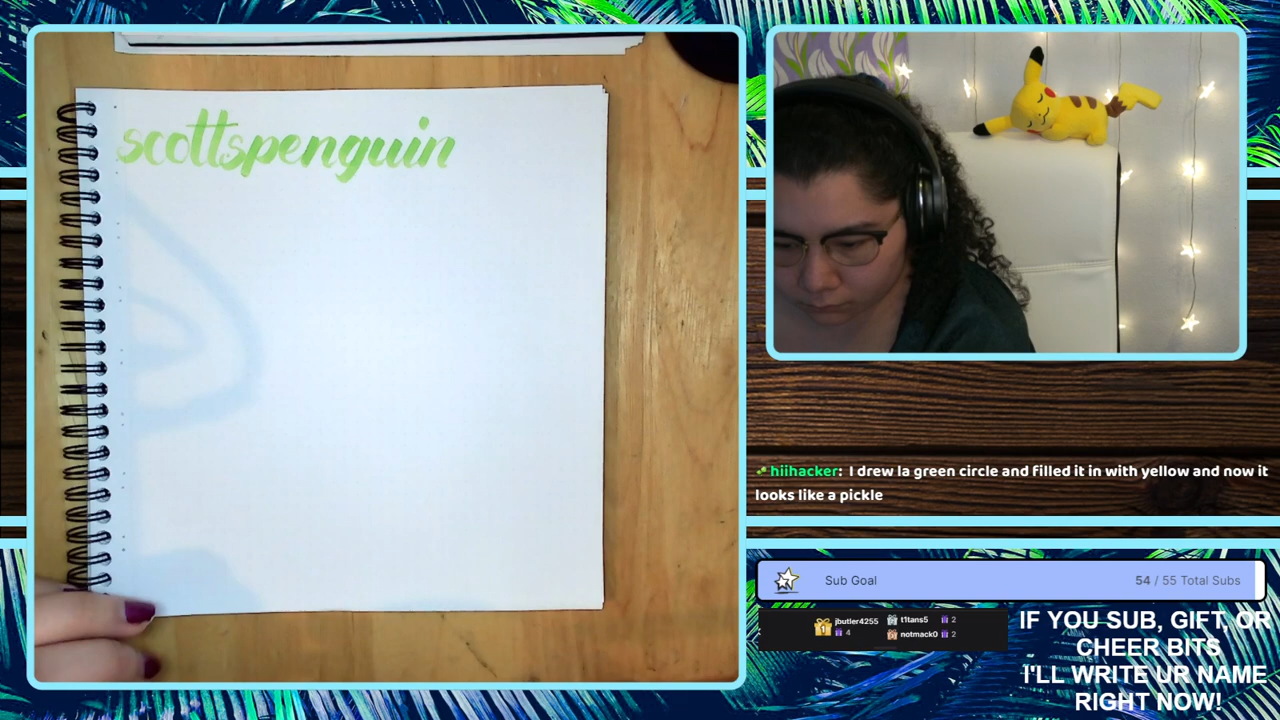 scottspenguin
hiihacker: I drew la green circle and filled it in with yellow and now it
looks like a pickle
Sub Goal 54 / 55 Total Subs
1 jbutler4255 4
t1tans5 2
notmack0 2
IF YOU SUB, GIFT, OR
CHEER BITS
I'LL WRITE UR NAME
RIGHT NOW!